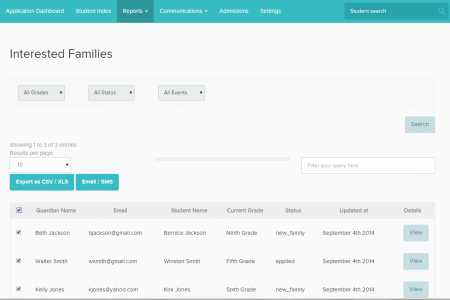 Application Dashboard Student Index Reports Communications Admissions Settings Student search
Interested Families
All Grades All Status All Events
Search
Showing 1 to 3 of 3 entries
Results per page:
10 Filter your query here
Export as CSV / XLS Email / SMS
Guardian Name Email Student Name Current Grade Status Updated at Details
Beth Jackson bjackson@gmail.com Bernice Jackson Ninth Grade new_family September 4th 2014 View
Walter Smith wsmith@gmail.com Winston Smith Fifth Grade applied September 4th 2014 View
Kelly Jones kjones@yahoo.com Kirk Jones Sixth Grade new_family September 4th 2014 View